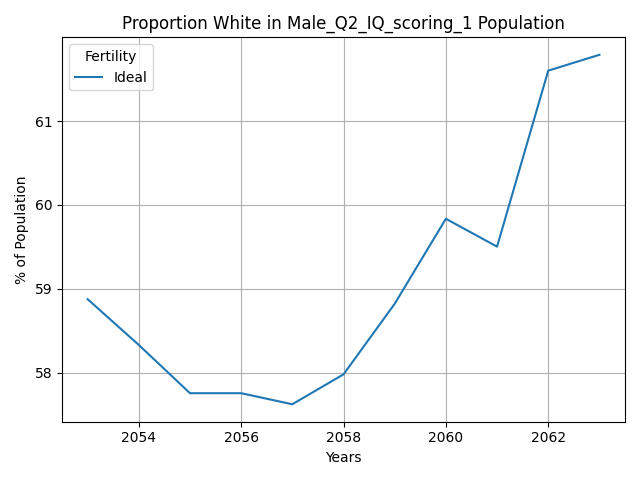 Proportion White in Male_Q2_IQ_scoring_1 Population
Fertility
Ideal
% of Population
61
60
59
58
2054 2056 2058 2060 2062
Years